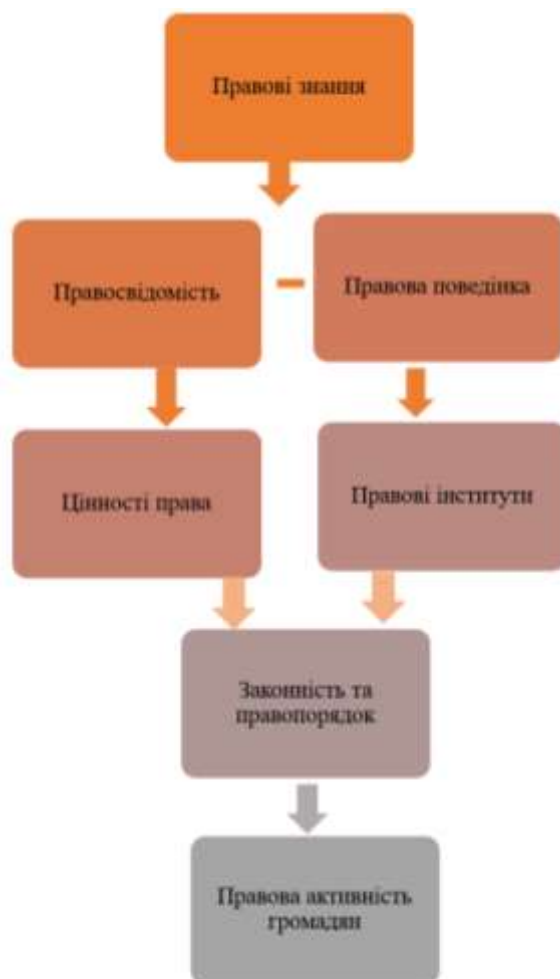 Правові знання
Правосвідомість
Правова поведінка
Цінності права
Правові інститути
Законність та
правопорядок
Правова активність
громадян